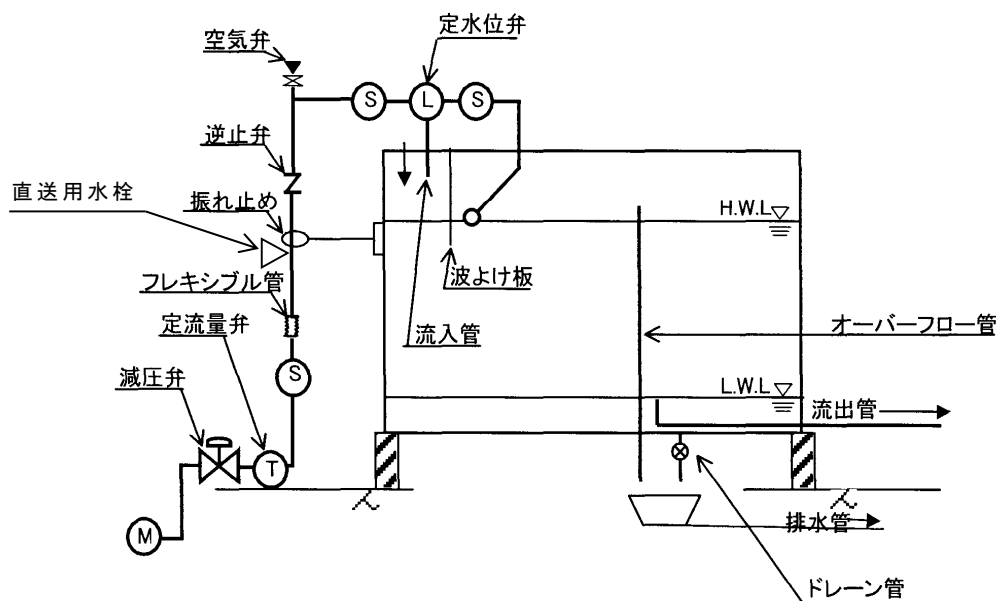 定水位弁
空気弁
S
L
S
逆止弁
直送用水栓
振れ止め
H.W.L
フレキシブル管
波よけ板
定流量弁
流入管
オーバーフロー管
減圧弁
S
L.W.L
流出管
T
M
排水管
ドレーン管